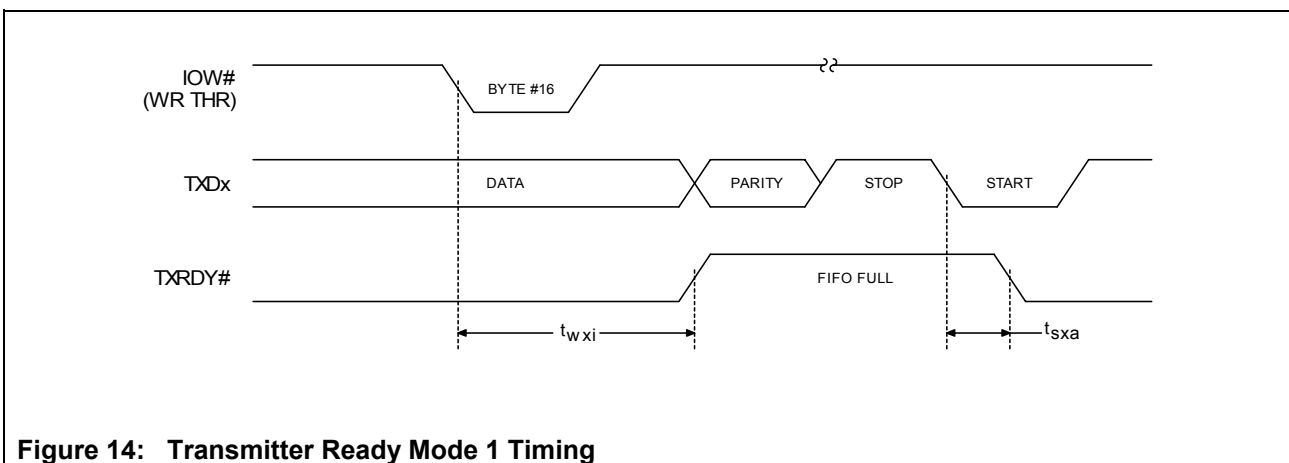 IOW#
(WR THR)
BYTE #16
TXDx
DATA
PARITY
STOP
START
TXRDY#
FIFO FULL
twxi
tsxa
Figure 14: Transmitter Ready Mode 1 Timing